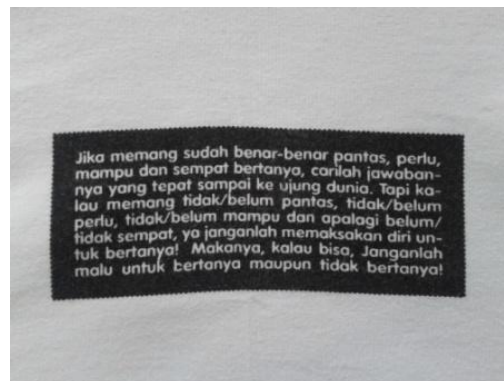 Jika memang sudah benar-benar pantas, perlu,
mampu dan sempat bertanya, carilah jawaban-
nya yang tepat sampai ke ujung dunia. Tapi ka-
lau memang tidak/belum pantas, tidak/belum
perlu, tidak/belum mampu dan apalagi belum/
tidak sempat, ya janganlah memaksakan diri un-
tuk bertanya! Makanya, kalau bisa, Janganlah
malu untuk bertanya maupun tidak bertanya!